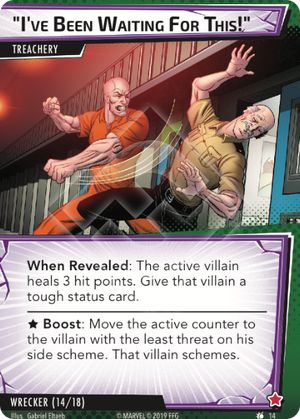 "I've Been Waiting For This!"
TREACHERY
When Revealed: The active villain
heals 3 hit points. Give that villain a
tough status card.
★ Boost: Move the active counter to
the villain with the least threat on his
side scheme. That villain schemes.
WRECKER (14/18)
Illus. Gabriel Eltaeb
© MARVEL © 2019 FFG
14